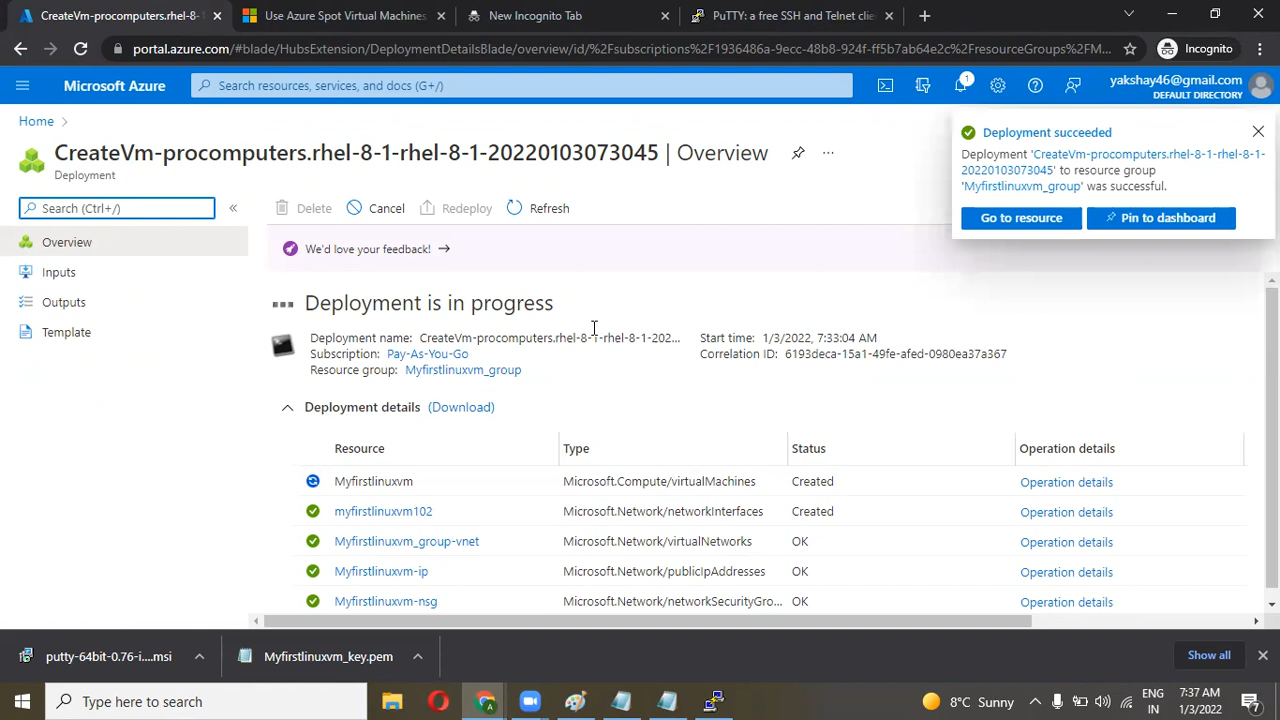 CreateVm-procomputers.rhel-8-1-rhel-8-
Use Azure Spot Virtual Machines
New Incognito Tab
PuTTY: a free SSH and Telnet clie
portal.azure.com/#blade/HubsExtension/DeploymentDetailsBlade/overview/id/%2Fsubscriptions%2F1936486a-9ecc-48b8-924f-ff5b7ab64e2c%2FresourceGroups%2FM...
Incognito
Microsoft Azure
Search resources, services, and docs (G+/)
1
yakshay46@gmail.com
DEFAULT DIRECTORY
Home
CreateVm-procomputers.rhel-8-1-rhel-8-1-20220103073045 | Overview
Deployment
Deployment succeeded
Deployment 'CreateVm-procomputers.rhel-8-1-rhel-8-1-
20220103073045' to resource group
'Myfirstlinuxvm_group' was successful.
Go to resource
Pin to dashboard
Search (Ctrl+/)
Delete
Cancel
Redeploy
Refresh
Overview
Inputs
Outputs
Template
We'd love your feedback!
Deployment is in progress
Deployment name: CreateVm-procomputers.rhel-8-1-rhel-8-1-202...
Start time: 1/3/2022, 7:33:04 AM
Subscription: Pay-As-You-Go
Correlation ID: 6193deca-15a1-49fe-afed-0980ea37a367
Resource group: Myfirstlinuxvm_group
Deployment details (Download)
Resource Type Status Operation details
Myfirstlinuxvm Microsoft.Compute/virtualMachines Created Operation details
myfirstlinuxvm102 Microsoft.Network/networkInterfaces Created Operation details
Myfirstlinuxvm_group-vnet Microsoft.Network/virtualNetworks OK Operation details
Myfirstlinuxvm-ip Microsoft.Network/publicIpAddresses OK Operation details
Myfirstlinuxvm-nsg Microsoft.Network/networkSecurityGro... OK Operation details
putty-64bit-0.76-i....msi
Myfirstlinuxvm_key.pem
Show all
Type here to search
8°C Sunny
ENG
IN
7:37 AM
1/3/2022
7